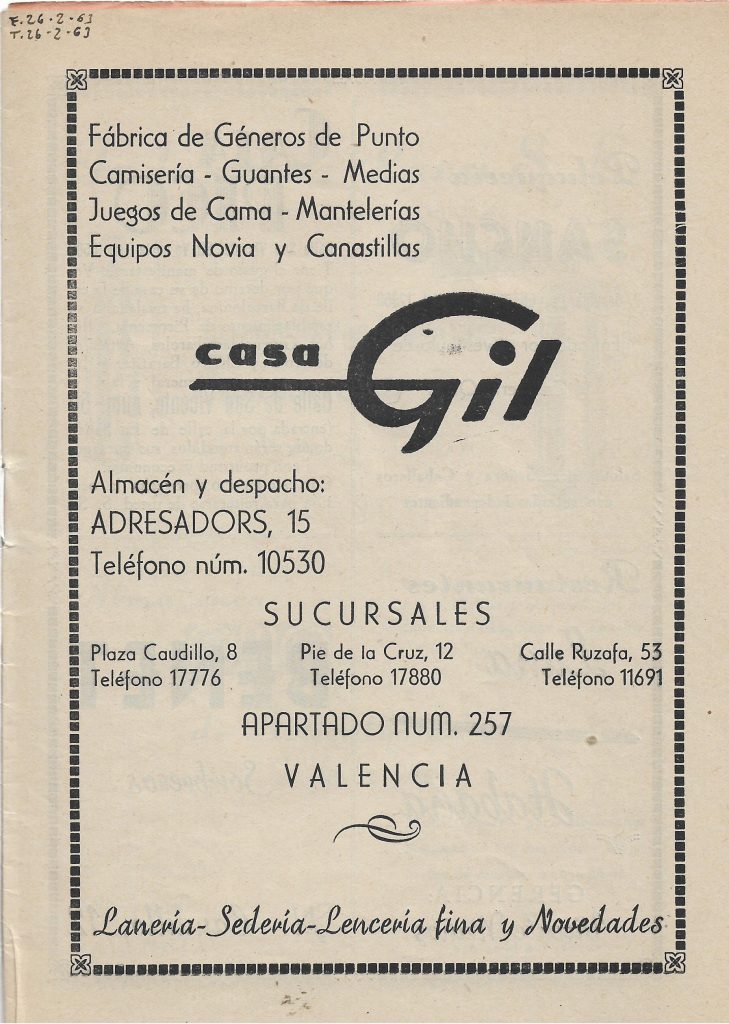 E. 26-2-63
T. 26-2-63
Fábrica de Géneros de Punto
Camisería - Guantes - Medias
Juegos de Cama - Mantelerías
Equipos Novia y Canastillas
casa Gil
Almacén y despacho:
ADRESADORS, 15
Teléfono núm. 10530
SUCURSALES
Plaza Caudillo, 8 Pie de la Cruz, 12 Calle Ruzafa, 53
Teléfono 17776 Teléfono 17880 Teléfono 11691
APARTADO NUM. 257
VALENCIA
Lanería-Sedería-Lencería fina y Novedades